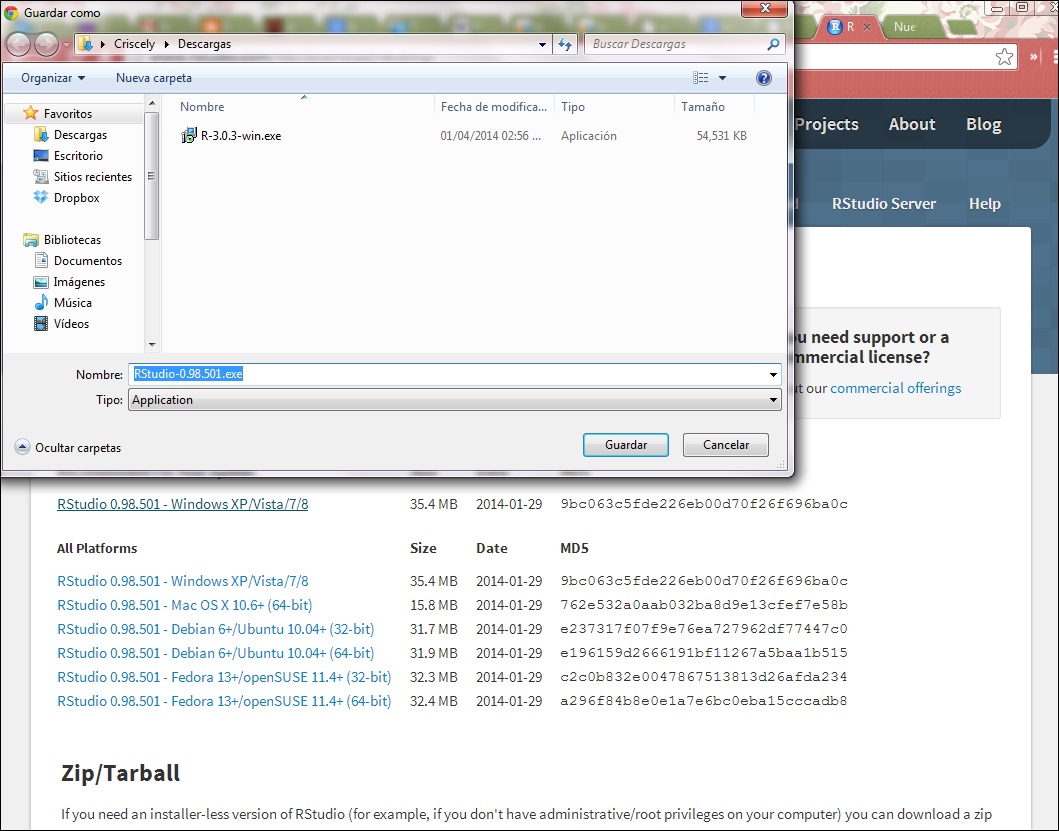 Guardar como
R
Nue
Criscely
Descargas
Buscar Descargas
Organizar
Nueva carpeta
Nombre
Fecha de modifica...
Tipo
Tamaño
R-3.0.3-win.exe
01/04/2014 02:56 ...
Aplicación
54,531 KB
Favoritos
Descargas
Escritorio
Sitios recientes
Dropbox
Bibliotecas
Documentos
Imágenes
Música
Vídeos
Nombre:
RStudio-0.98.501.exe
Tipo:
Application
Ocultar carpetas
Guardar
Cancelar
Projects
About
Blog
RStudio Server
Help
u need support or a
mmercial license?
ut our commercial offerings
RStudio 0.98.501 - Windows XP/Vista/7/8 35.4 MB 2014-01-29 9bc063c5fde226eb00d70f26f696ba0c
All Platforms Size Date MD5
RStudio 0.98.501 - Windows XP/Vista/7/8 35.4 MB 2014-01-29 9bc063c5fde226eb00d70f26f696ba0c
RStudio 0.98.501 - Mac OS X 10.6+ (64-bit) 15.8 MB 2014-01-29 762e532a0aab032ba8d9e13cfef7e58b
RStudio 0.98.501 - Debian 6+/Ubuntu 10.04+ (32-bit) 31.7 MB 2014-01-29 e237317f07f9e76ea727962df77447c0
RStudio 0.98.501 - Debian 6+/Ubuntu 10.04+ (64-bit) 31.9 MB 2014-01-29 e196159d2666191bf11267a5baa1b515
RStudio 0.98.501 - Fedora 13+/openSUSE 11.4+ (32-bit) 32.3 MB 2014-01-29 c2c0b832e0047867513813d26afda234
RStudio 0.98.501 - Fedora 13+/openSUSE 11.4+ (64-bit) 32.4 MB 2014-01-29 a296f84b8e0e1a7e6bc0eba15cccadb8
Zip/Tarball
If you need an installer-less version of RStudio (for example, if you don't have administrative/root privileges on your computer) you can download a zip